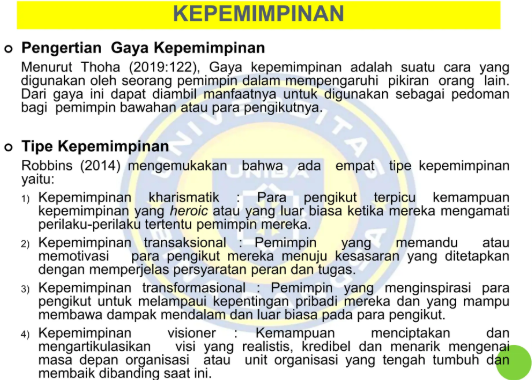 KEPEMIMPINAN
Pengertian Gaya Kepemimpinan
Menurut Thoha (2019:122), Gaya kepemimpinan adalah suatu cara yang
digunakan oleh seorang pemimpin dalam mempengaruhi pikiran orang lain.
Dari gaya ini dapat diambil manfaatnya untuk digunakan sebagai pedoman
bagi pemimpin bawahan atau para pengikutnya.
Tipe Kepemimpinan
Robbins (2014) mengemukakan bahwa ada empat tipe kepemimpinan
yaitu:
1) Kepemimpinan kharismatik : Para pengikut terpicu kemampuan
kepemimpinan yang heroic atau yang luar biasa ketika mereka mengamati
perilaku-perilaku tertentu pemimpin mereka.
2) Kepemimpinan transaksional : Pemimpin yang memandu atau
memotivasi para pengikut mereka menuju kesasaran yang ditetapkan
dengan memperjelas persyaratan peran dan tugas.
3) Kepemimpinan transformasional : Pemimpin yang menginspirasi para
pengikut untuk melampaui kepentingan pribadi mereka dan yang mampu
membawa dampak mendalam dan luar biasa pada para pengikut.
4) Kepemimpinan visioner : Kemampuan menciptakan dan
mengartikulasikan visi yang realistis, kredibel dan menarik mengenai
masa depan organisasi atau unit organisasi yang tengah tumbuh dan
membaik dibanding saat ini.
UNIBA